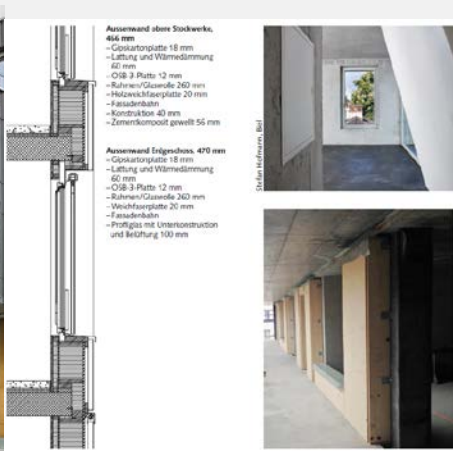 Aussenwand obere Stockwerke,
466 mm
– Gipskartonplatte 18 mm
– Lattung und Wärmedämmung
60 mm
– OSB-3-Platte 12 mm
– Rahmen/Glaswolle 260 mm
– Holzweichfaserplatte 20 mm
– Fassadenbahn
– Konstruktion 40 mm
– Zementkomposit gewellt 56 mm
Aussenwand Erdgeschoss, 470 mm
– Gipskartonplatte 18 mm
– Lattung und Wärmedämmung
60 mm
– OSB-3-Platte 12 mm
– Rahmen/Glaswolle 260 mm
– Weichfaserplatte 20 mm
– Fassadenbahn
– Profilglas mit Unterkonstruktion
und Belüftung 100 mm
Stefan Hofmann, Biel